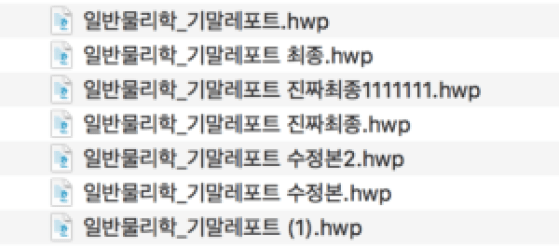 일반물리학_기말레포트.hwp
일반물리학_기말레포트 최종.hwp
일반물리학_기말레포트 진짜최종1111111.hwp
일반물리학_기말레포트 진짜최종.hwp
일반물리학_기말레포트 수정본2.hwp
일반물리학_기말레포트 수정본.hwp
일반물리학_기말레포트 (1).hwp